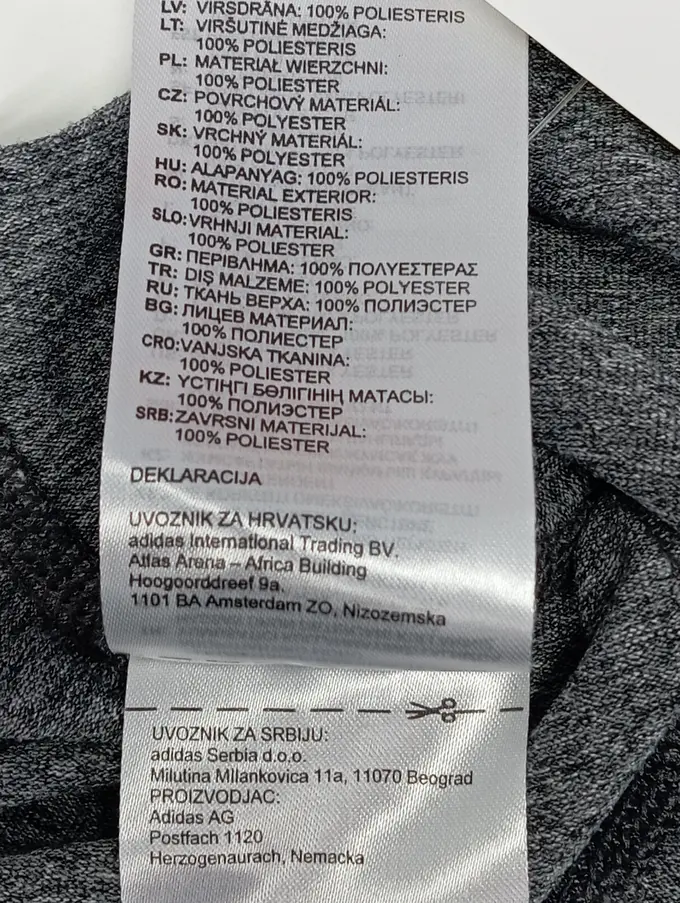 LV: VIRSDRĀNA: 100% POLIESTERIS
LT: VIRŠUTINĖ MEDŽIAGA:
100% POLIESTERIS
PL: MATERIAŁ WIERZCHNI:
100% POLIESTER
CZ: POVRCHOVÝ MATERIÁL:
100% POLYESTER
SK: VRCHNÝ MATERIÁL:
100% POLYESTER
HU: ALAPANYAG: 100% POLIESTERIS
RO: MATERIAL EXTERIOR:
100% POLIESTERIS
SLO: VRHNJI MATERIAL:
100% POLIESTER
GR: ΠΕΡΙΒΛΗΜΑ: 100% ΠΟΛΥΕΣΤΕΡΑΣ
TR: DIŞ MALZEME: 100% POLYESTER
RU: ТКАНЬ ВЕРХА: 100% ПОЛИЭСТЕР
BG: ЛИЦЕВ МАТЕРИАЛ:
100% ПОЛИЕСТЕР
CRO: VANJSKA TKANINA:
100% POLIESTER
KZ: ҮСТІҢГІ БӨЛІГІНІҢ МАТАСЫ:
100% ПОЛИЭСТЕР
SRB: ZAVRSNI MATERIJAL:
100% POLIESTER
DEKLARACIJA
UVOZNIK ZA HRVATSKU:
adidas International Trading BV.
Atlas Arena – Africa Building
Hoogoorddreef 9a,
1101 BA Amsterdam ZO, Nizozemska
UVOZNIK ZA SRBIJU:
adidas Serbia d.o.o.
Milutina MIlankovica 11a, 11070 Beograd
PROIZVODJAC:
Adidas AG
Postfach 1120
Herzogenaurach, Nemacka